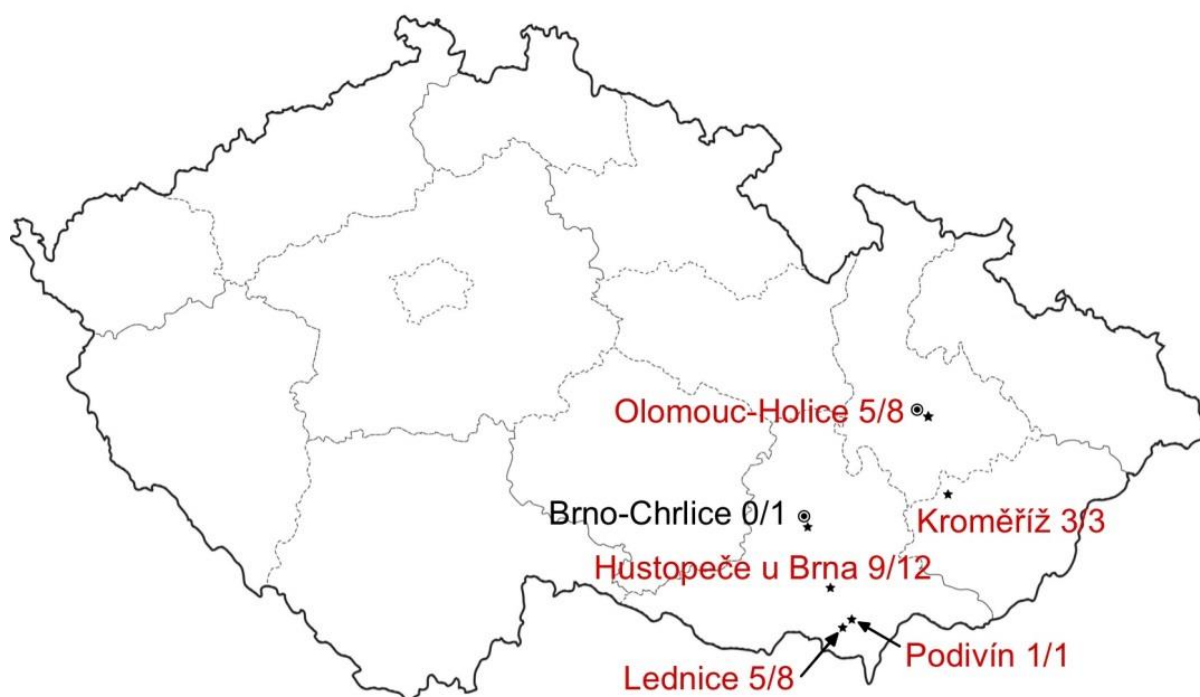 Olomouc-Holice 5/8
Brno-Chrlice 0/1
Kroměříž 3/3
Hustopeče u Brna 9/12
Podivín 1/1
Lednice 5/8